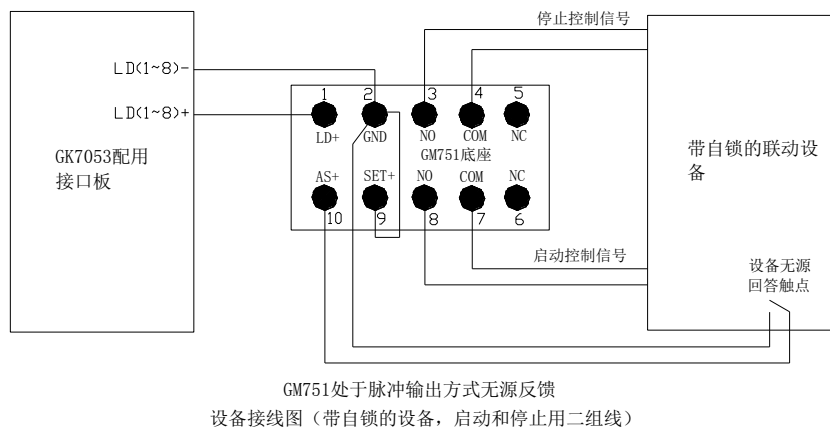 停止控制信号
LD(1~8)-
LD(1~8)+
GK7053配用
接口板
1 2 3 4 5
LD+ GND NO COM NC
GM751底座
AS+ SET+ NO COM NC
10 9 8 7 6
带自锁的联动设
备
启动控制信号
设备无源
回答触点
GM751处于脉冲输出方式无源反馈
设备接线图（带自锁的设备，启动和停止用二组线）